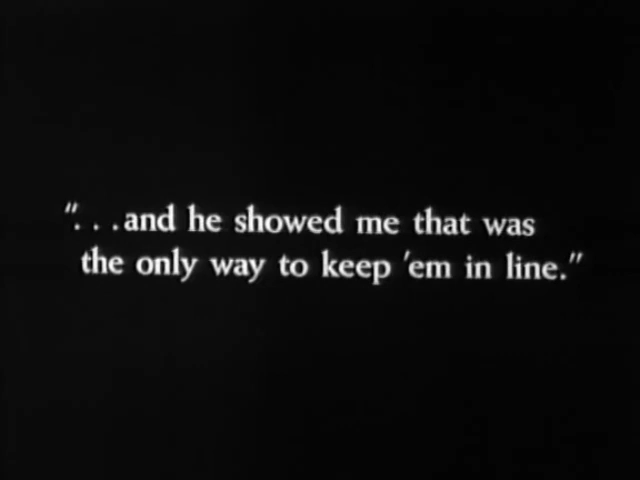 ". . .and he showed me that was
the only way to keep 'em in line."